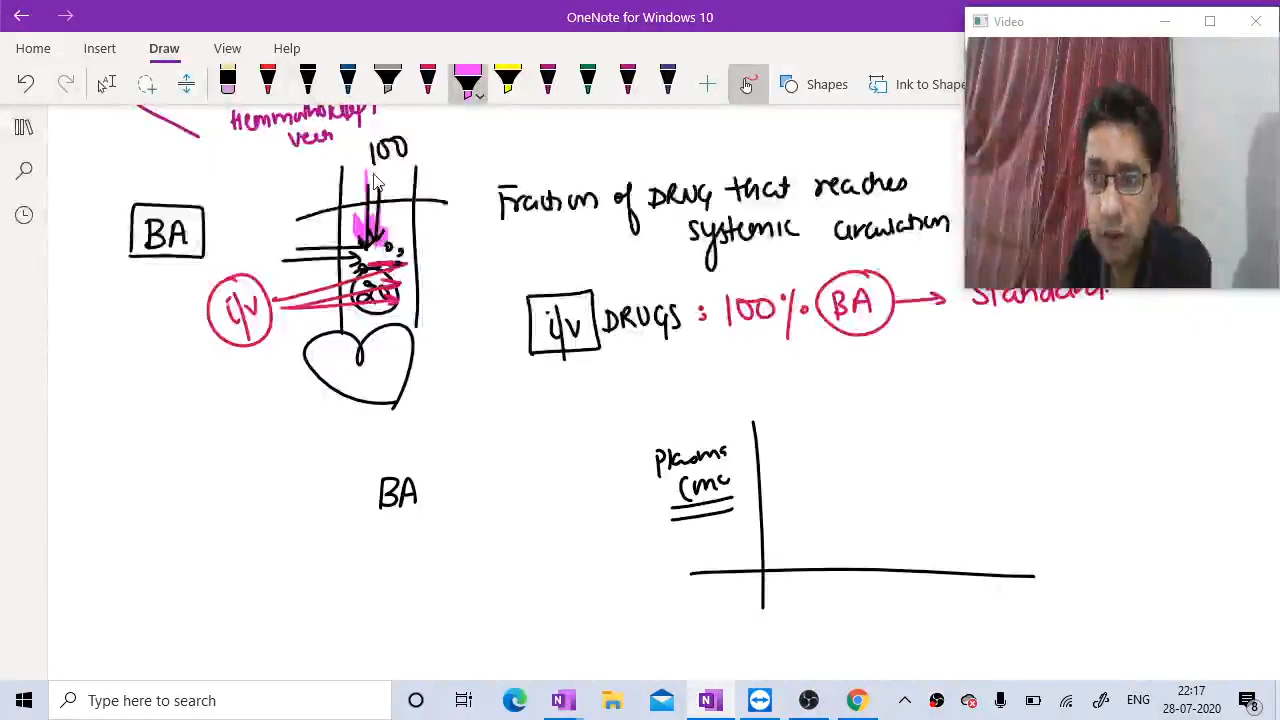 OneNote for Windows 10
Video
Home Insert Draw View Help
Shapes
Ink to Shape
Vein
100
BA
Fraction of DRUG that reaches
systemic circulation
i/v
i/v DRUGS : 100% BA → Standard.
Plasma
Conc
BA
Type here to search
ENG
22:17
28-07-2020
8